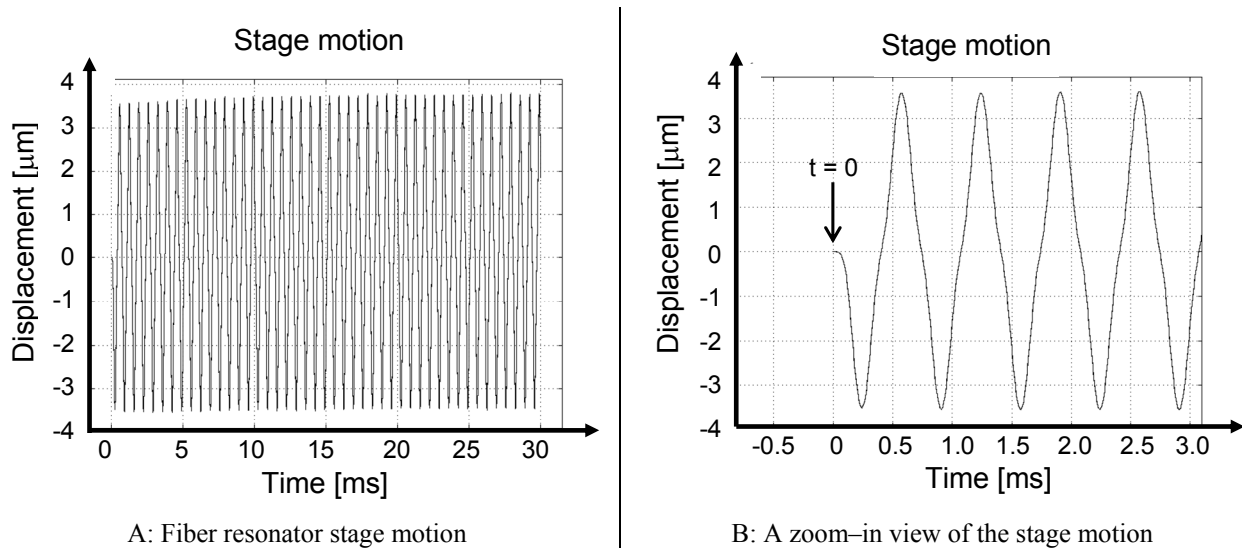 Stage motion
Displacement [μm]
4
3
2
1
0
-1
-2
-3
-4
0 5 10 15 20 25 30
Time [ms]
A: Fiber resonator stage motion
Stage motion
Displacement [μm]
4
3
2
1
0
-1
-2
-3
-4
t = 0
-0.5 0 0.5 1.0 1.5 2.0 2.5 3.0
Time [ms]
B: A zoom–in view of the stage motion